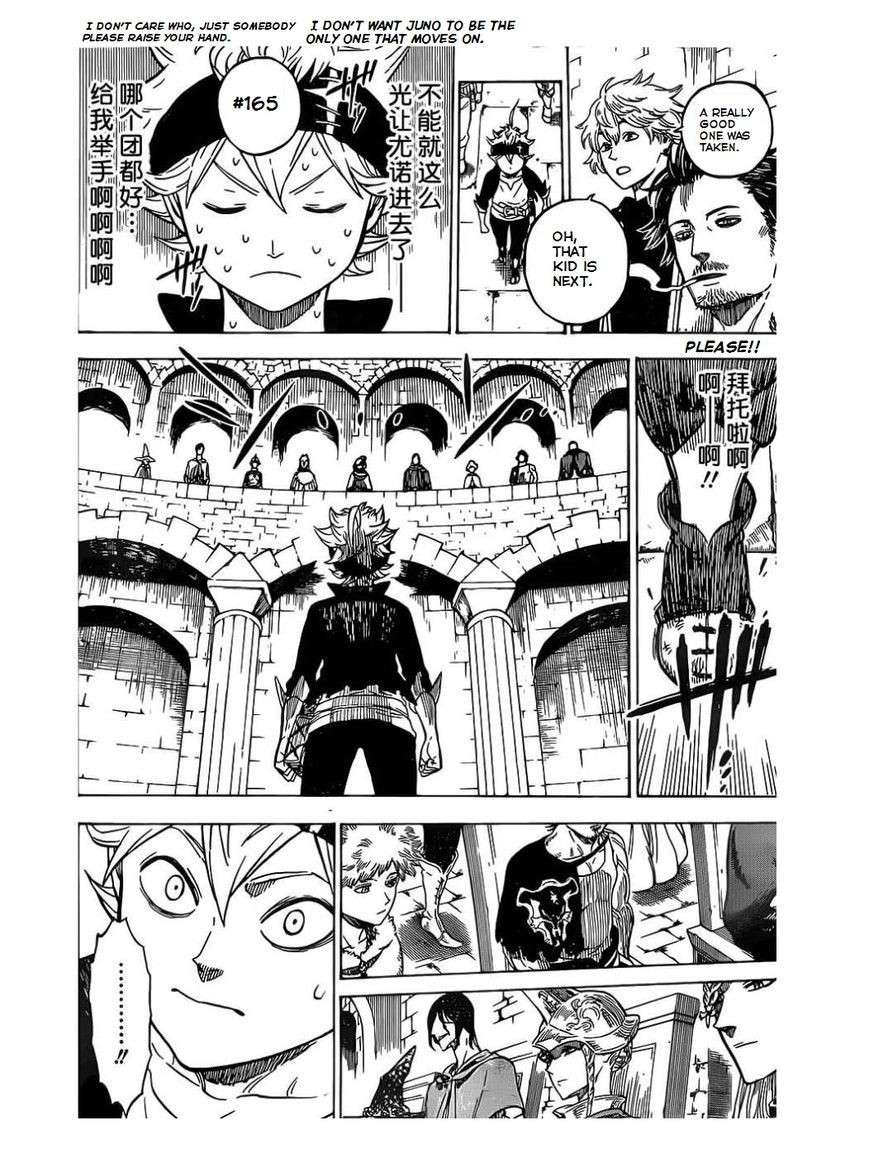 I DON'T CARE WHO, JUST SOMEBODY
PLEASE RAISE YOUR HAND.
I DON'T WANT JUNO TO BE THE
ONLY ONE THAT MOVES ON.
A REALLY
GOOD
ONE WAS
TAKEN.
OH,
THAT
KID IS
NEXT.
#165
不能就这么
光让尤诺进去了——
哪个团都好…
给我举手啊啊啊啊
PLEASE!!
拜托啦啊
啊——啊!!
………!!